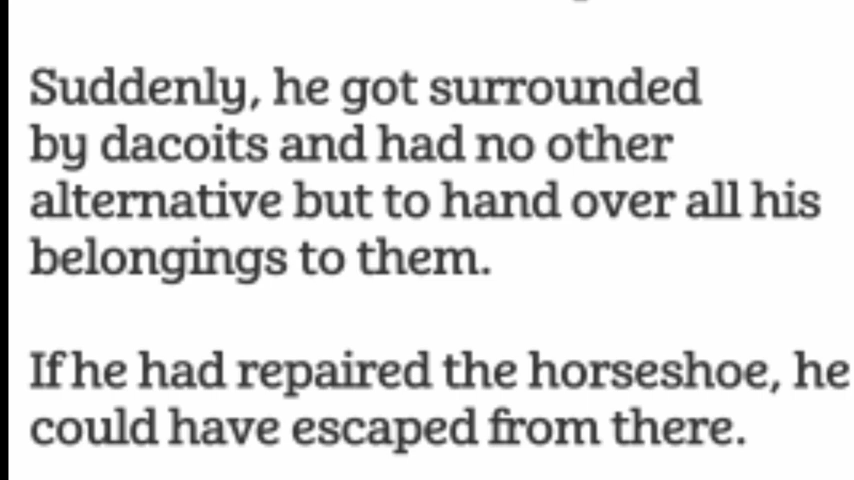 Suddenly, he got surrounded
by dacoits and had no other
alternative but to hand over all his
belongings to them.
If he had repaired the horseshoe, he
could have escaped from there.